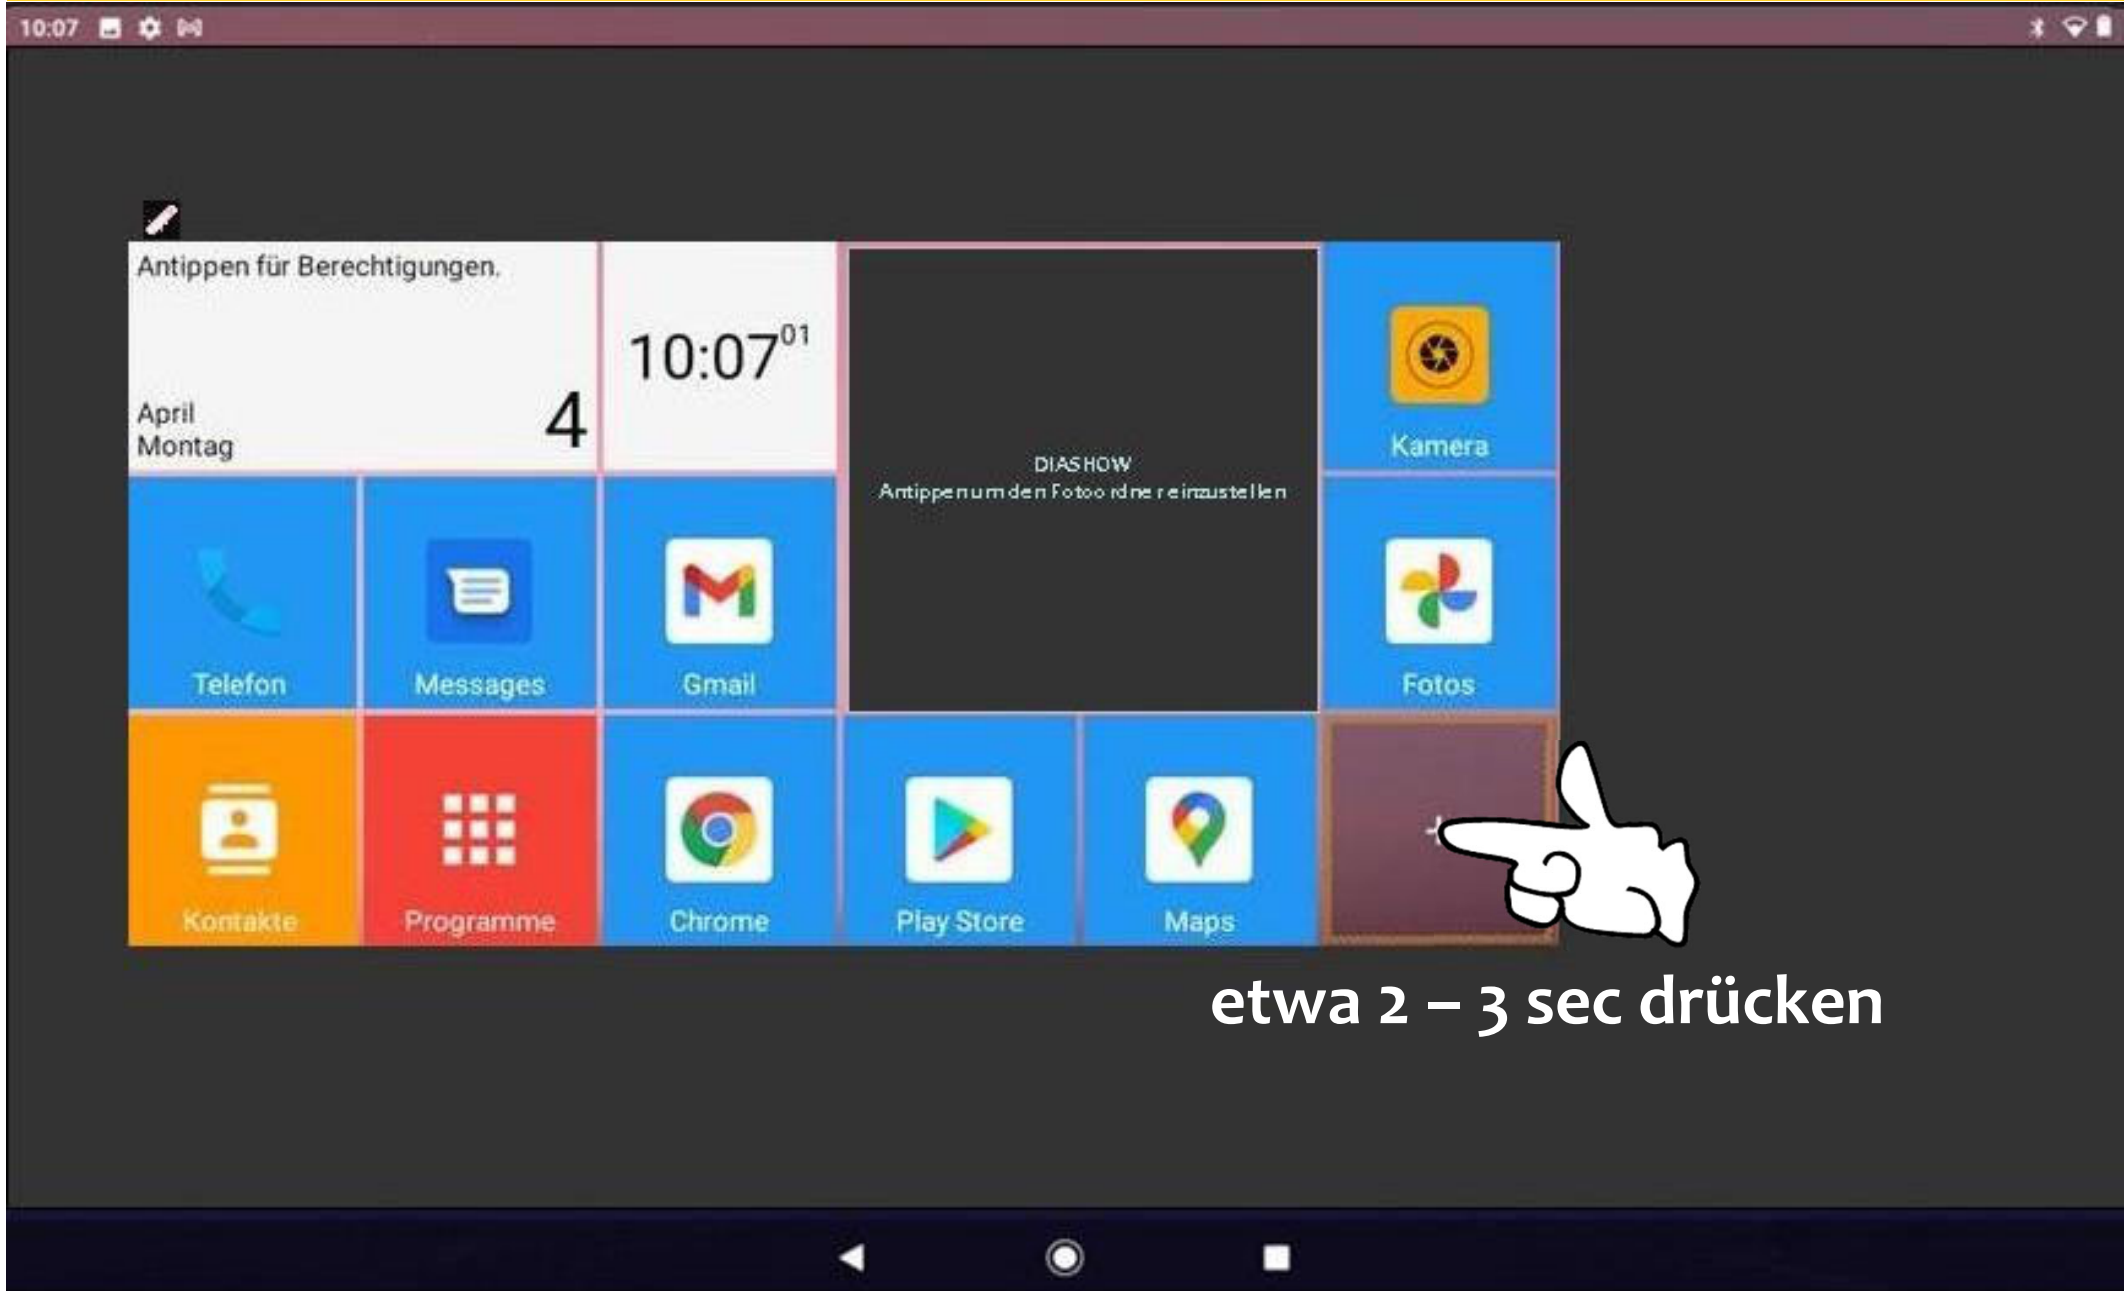 10:07
Antippen für Berechtigungen.
April
Montag
4
10:07 01
DIASHOW
Antippen um den Fotoordner einzustellen
Kamera
Telefon
Messages
Gmail
Fotos
Kontakte
Programme
Chrome
Play Store
Maps
etwa 2 – 3 sec drücken